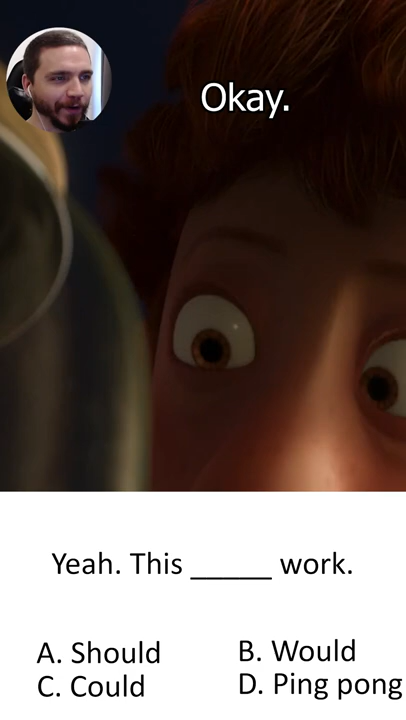 Okay.
Yeah. This _____ work.
A. Should
B. Would
C. Could
D. Ping pong